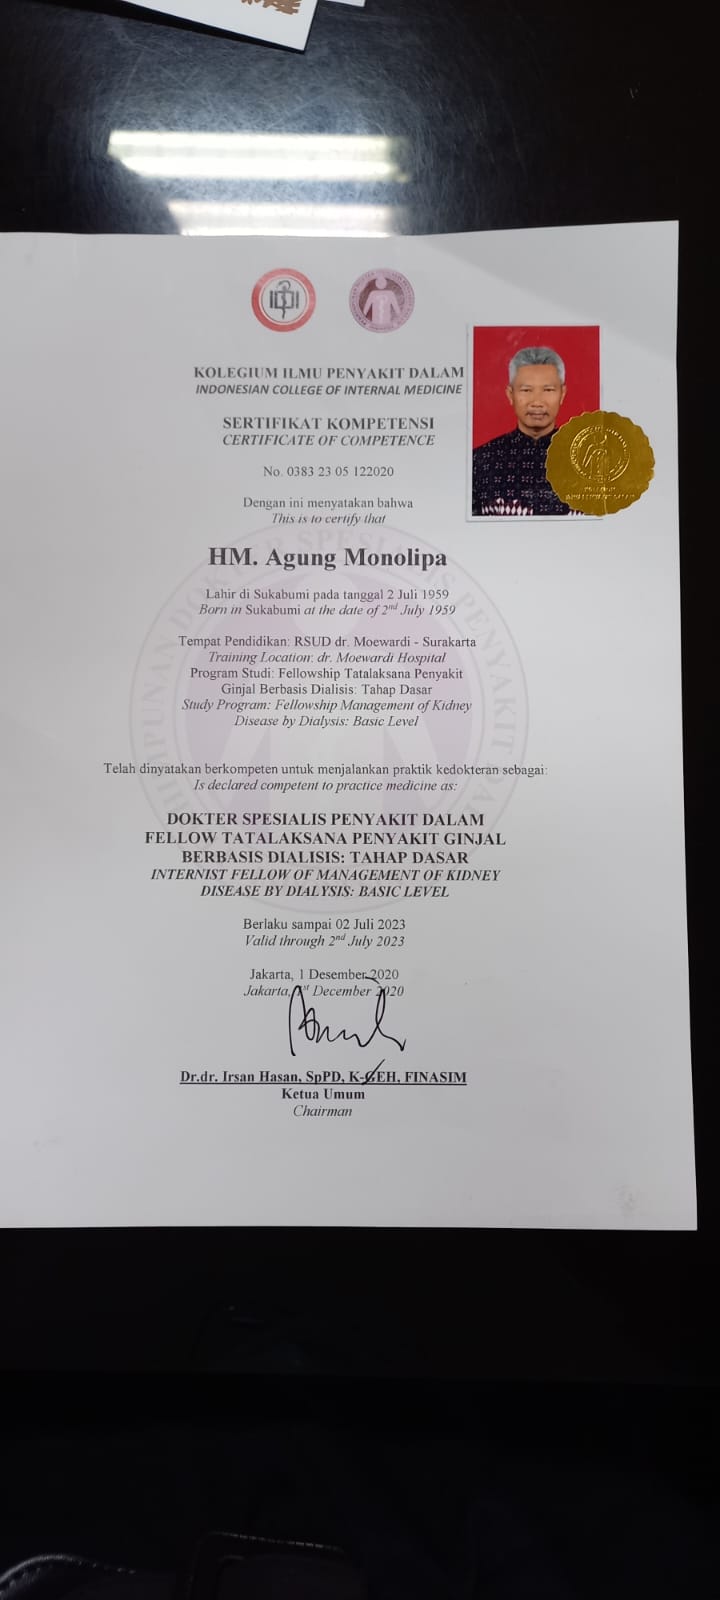 IDI
KOLEGIUM ILMU PENYAKIT DALAM
INDONESIAN COLLEGE OF INTERNAL MEDICINE
SERTIFIKAT KOMPETENSI
CERTIFICATE OF COMPETENCE
No. 0383 23 05 122020
Dengan ini menyatakan bahwa
This is to certify that
HM. Agung Monolipa
Lahir di Sukabumi pada tanggal 2 Juli 1959
Born in Sukabumi at the date of 2nd July 1959
Tempat Pendidikan: RSUD dr. Moewardi - Surakarta
Training Location: dr. Moewardi Hospital
Program Studi: Fellowship Tatalaksana Penyakit
Ginjal Berbasis Dialisis: Tahap Dasar
Study Program: Fellowship Management of Kidney
Disease by Dialysis: Basic Level
Telah dinyatakan berkompeten untuk menjalankan praktik kedokteran sebagai:
Is declared competent to practice medicine as:
DOKTER SPESIALIS PENYAKIT DALAM
FELLOW TATALAKSANA PENYAKIT GINJAL
BERBASIS DIALISIS: TAHAP DASAR
INTERNIST FELLOW OF MANAGEMENT OF KIDNEY
DISEASE BY DIALYSIS: BASIC LEVEL
Berlaku sampai 02 Juli 2023
Valid through 2nd July 2023
Jakarta, 1 Desember 2020
Jakarta, 1st December 2020
Dr.dr. Irsan Hasan, SpPD, K-GEH, FINASIM
Ketua Umum
Chairman